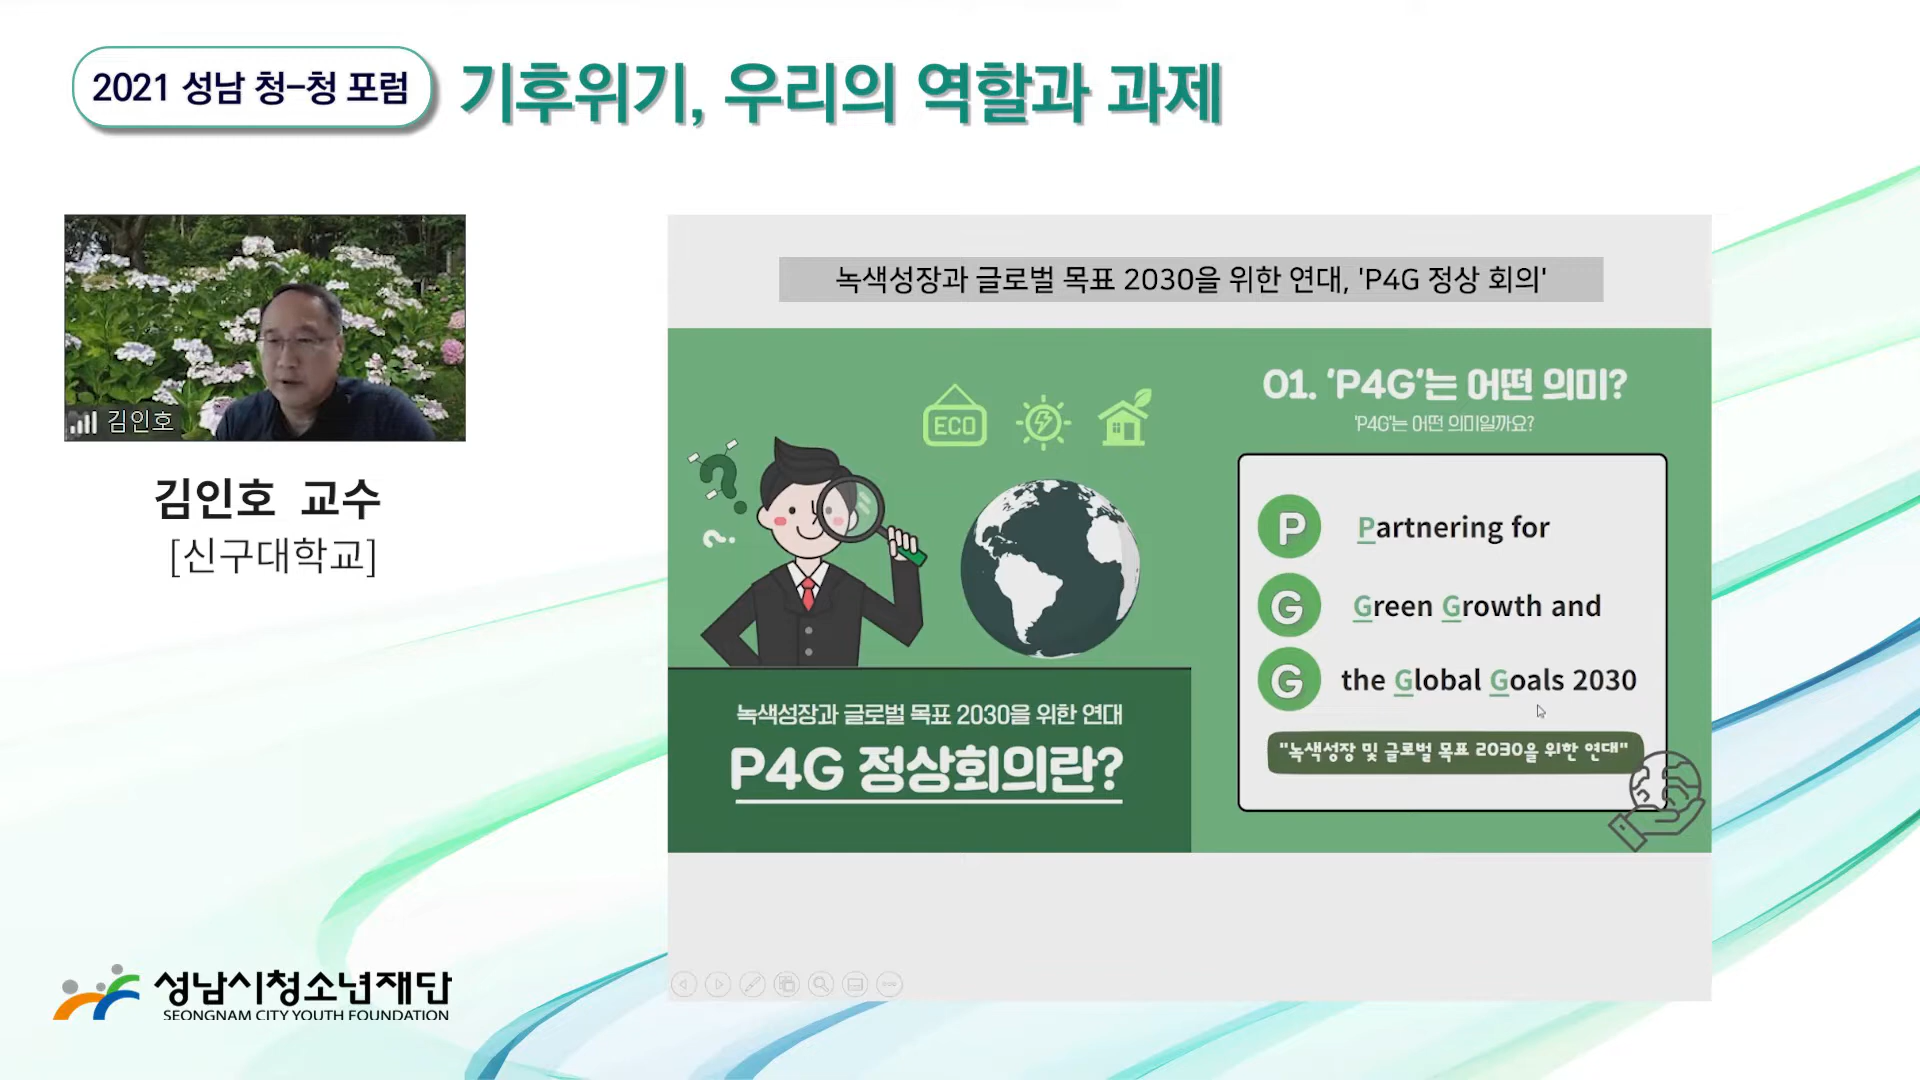 2021 성남 청-청 포럼
기후위기, 우리의 역할과 과제
김인호
김인호 교수
[신구대학교]
녹색성장과 글로벌 목표 2030을 위한 연대, 'P4G 정상 회의'
ECO
녹색성장과 글로벌 목표 2030을 위한 연대
P4G 정상회의란?
01. 'P4G'는 어떤 의미?
'P4G'는 어떤 의미일까요?
P Partnering for
G Green Growth and
G the Global Goals 2030
"녹색성장 및 글로벌 목표 2030을 위한 연대"
성남시청소년재단
SEONGNAM CITY YOUTH FOUNDATION